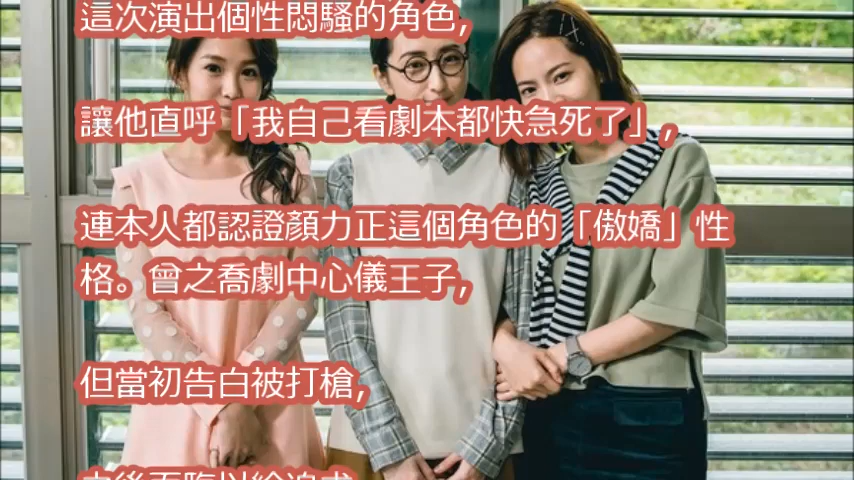 這次演出個性悶騷的角色,
讓他直呼「我自己看劇本都快急死了」,
連本人都認證顏力正這個角色的「傲嬌」性
格。曾之喬劇中心儀王子,
但當初告白被打槍,